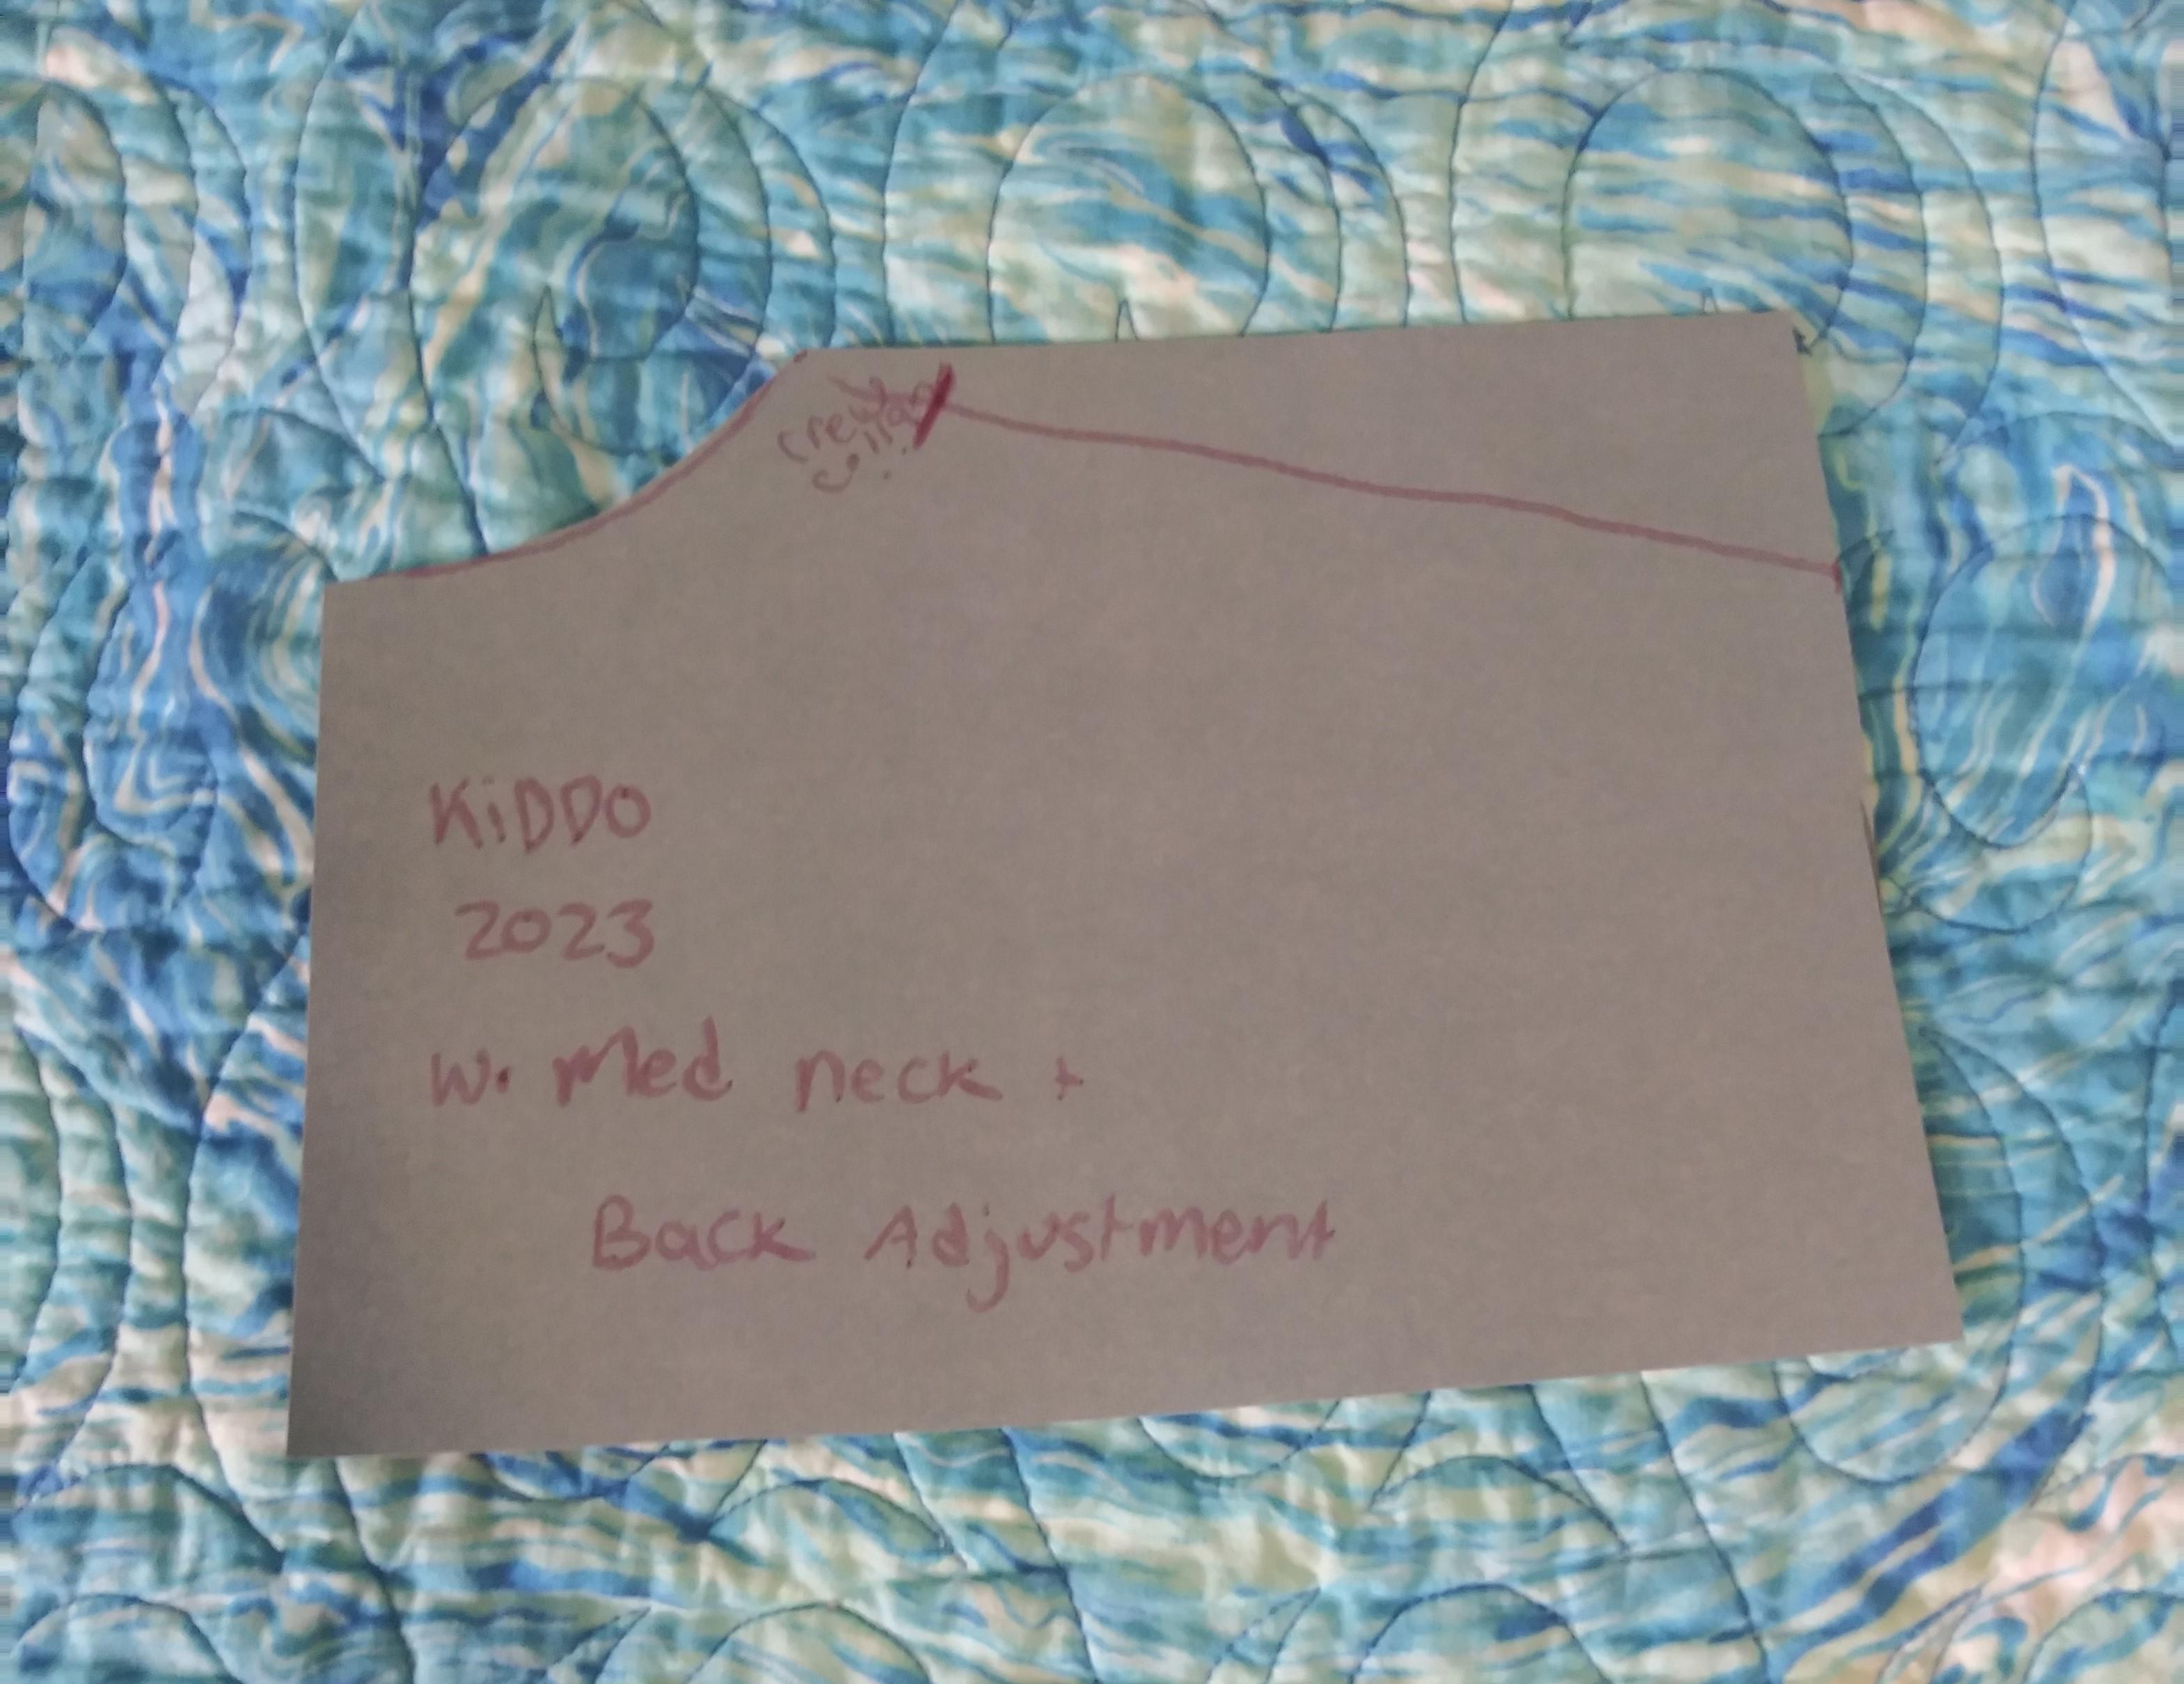 crew
collar
KiDDO
2023
w. Med neck +
Back Adjustment